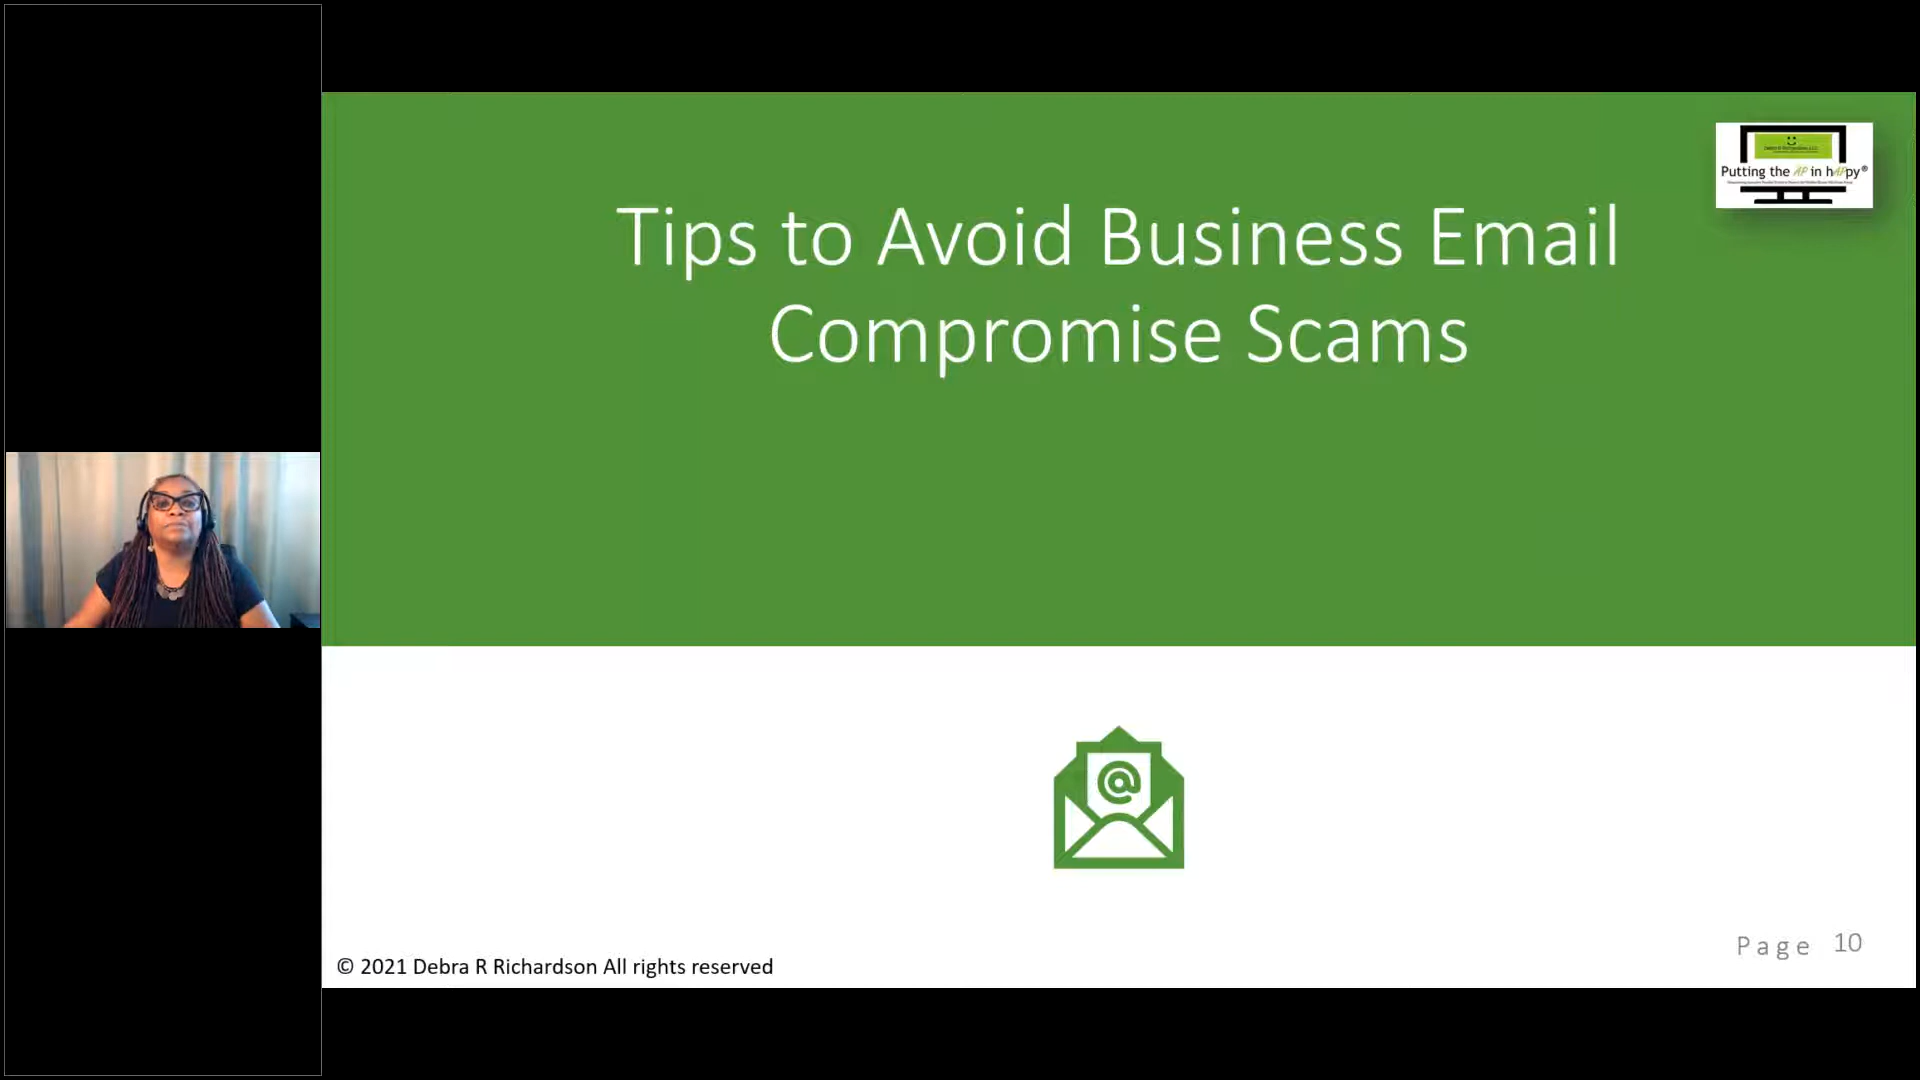 Putting the AP in hAPpy®
Tips to Avoid Business Email
Compromise Scams
@
© 2021 Debra R Richardson All rights reserved
Page 10